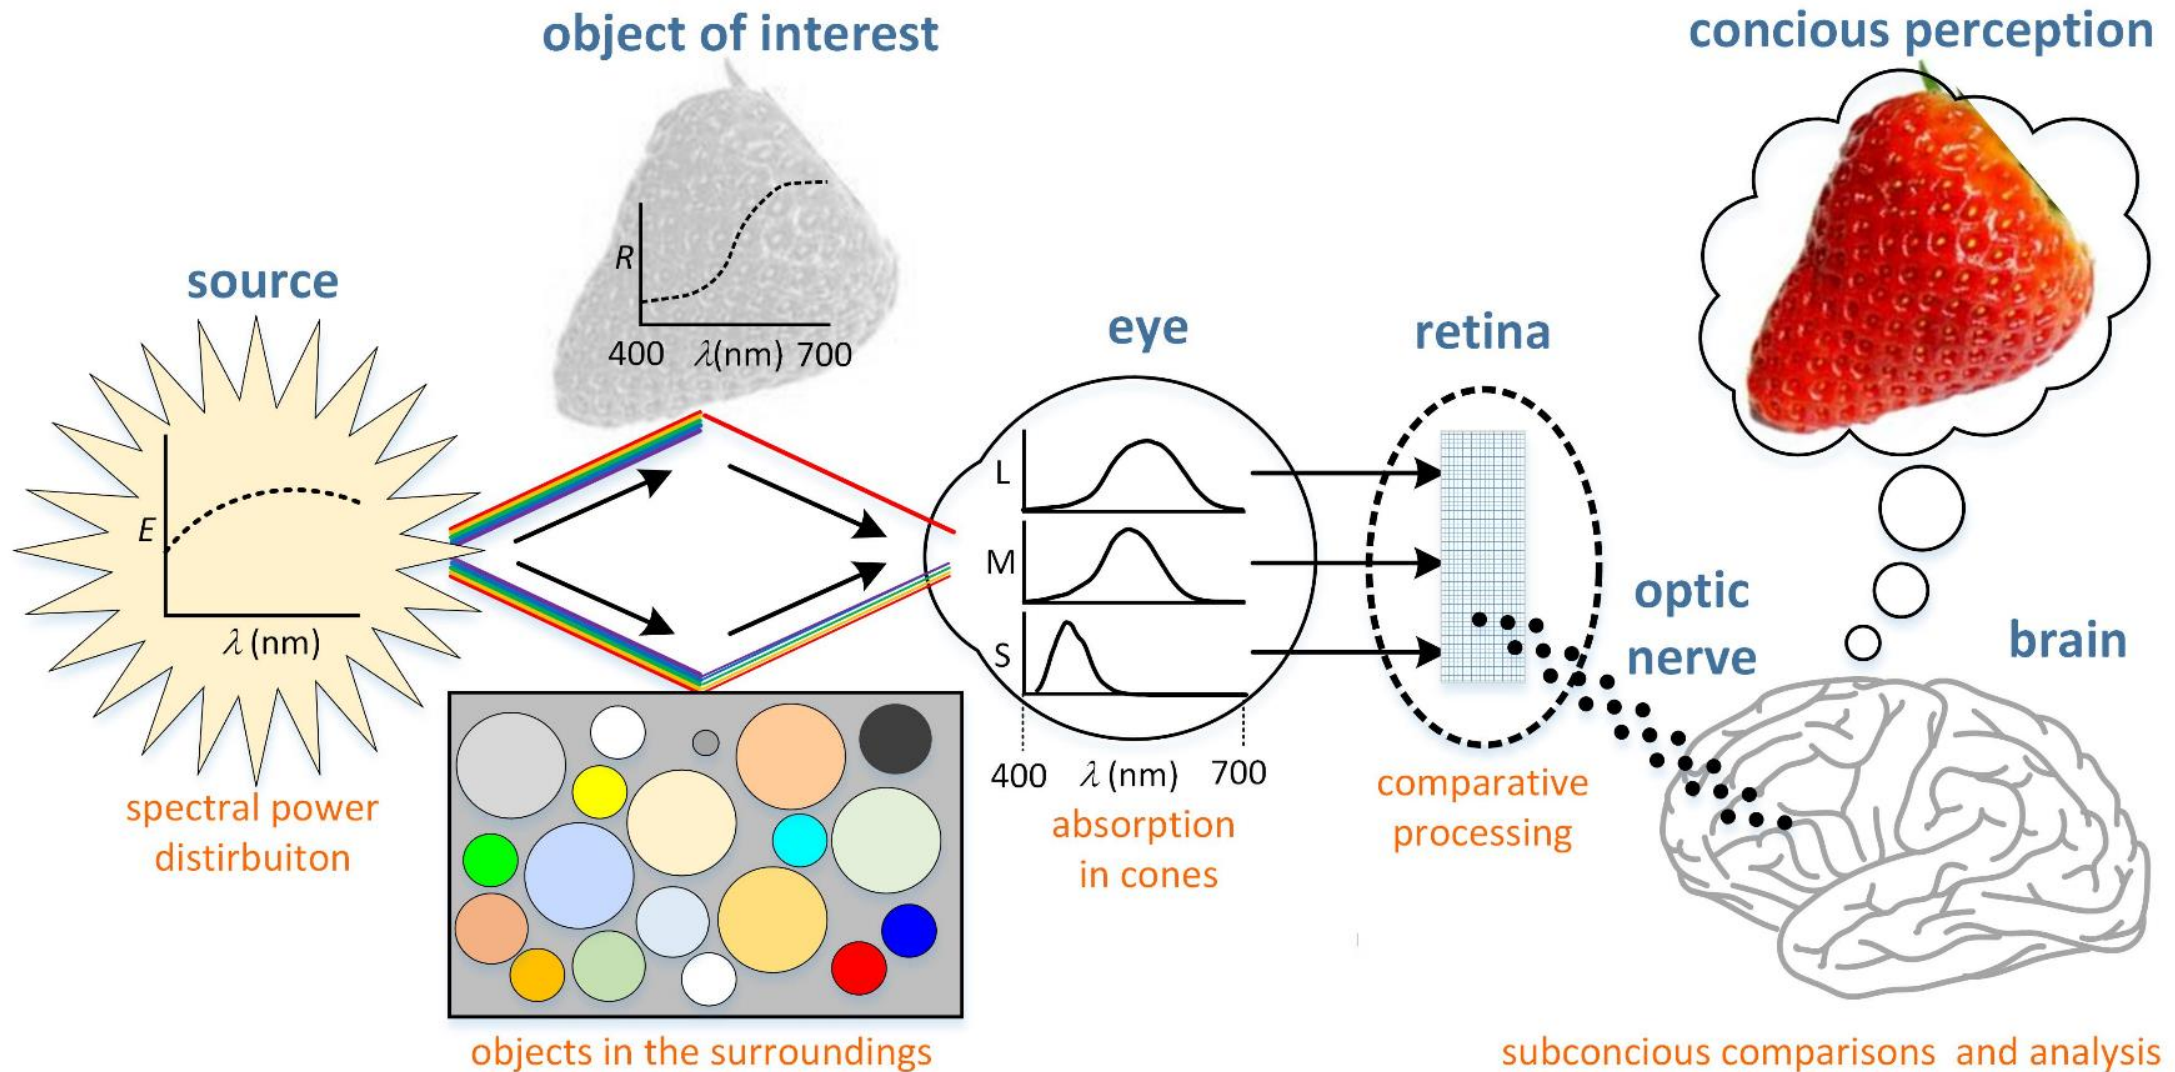 object of interest
concious perception
source
R
400 λ(nm) 700
eye
retina
E
λ (nm)
L
M
S
400 λ (nm) 700
optic
nerve
brain
spectral power
distirbuiton
absorption
in cones
comparative
processing
objects in the surroundings
subconcious comparisons and analysis